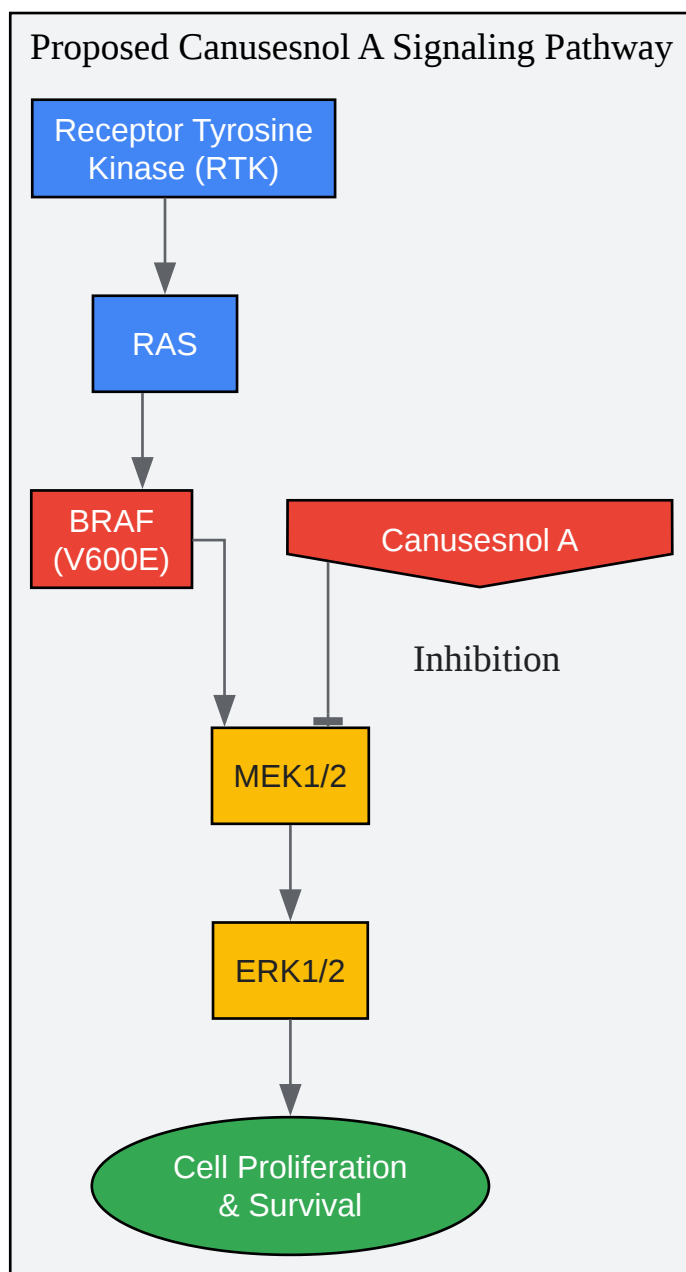 Proposed Canusesnol A Signaling Pathway
Receptor Tyrosine
Kinase (RTK)
RAS
BRAF
(V600E)
Canusesnol A
Inhibition
MEK1/2
ERK1/2
Cell Proliferation
& Survival